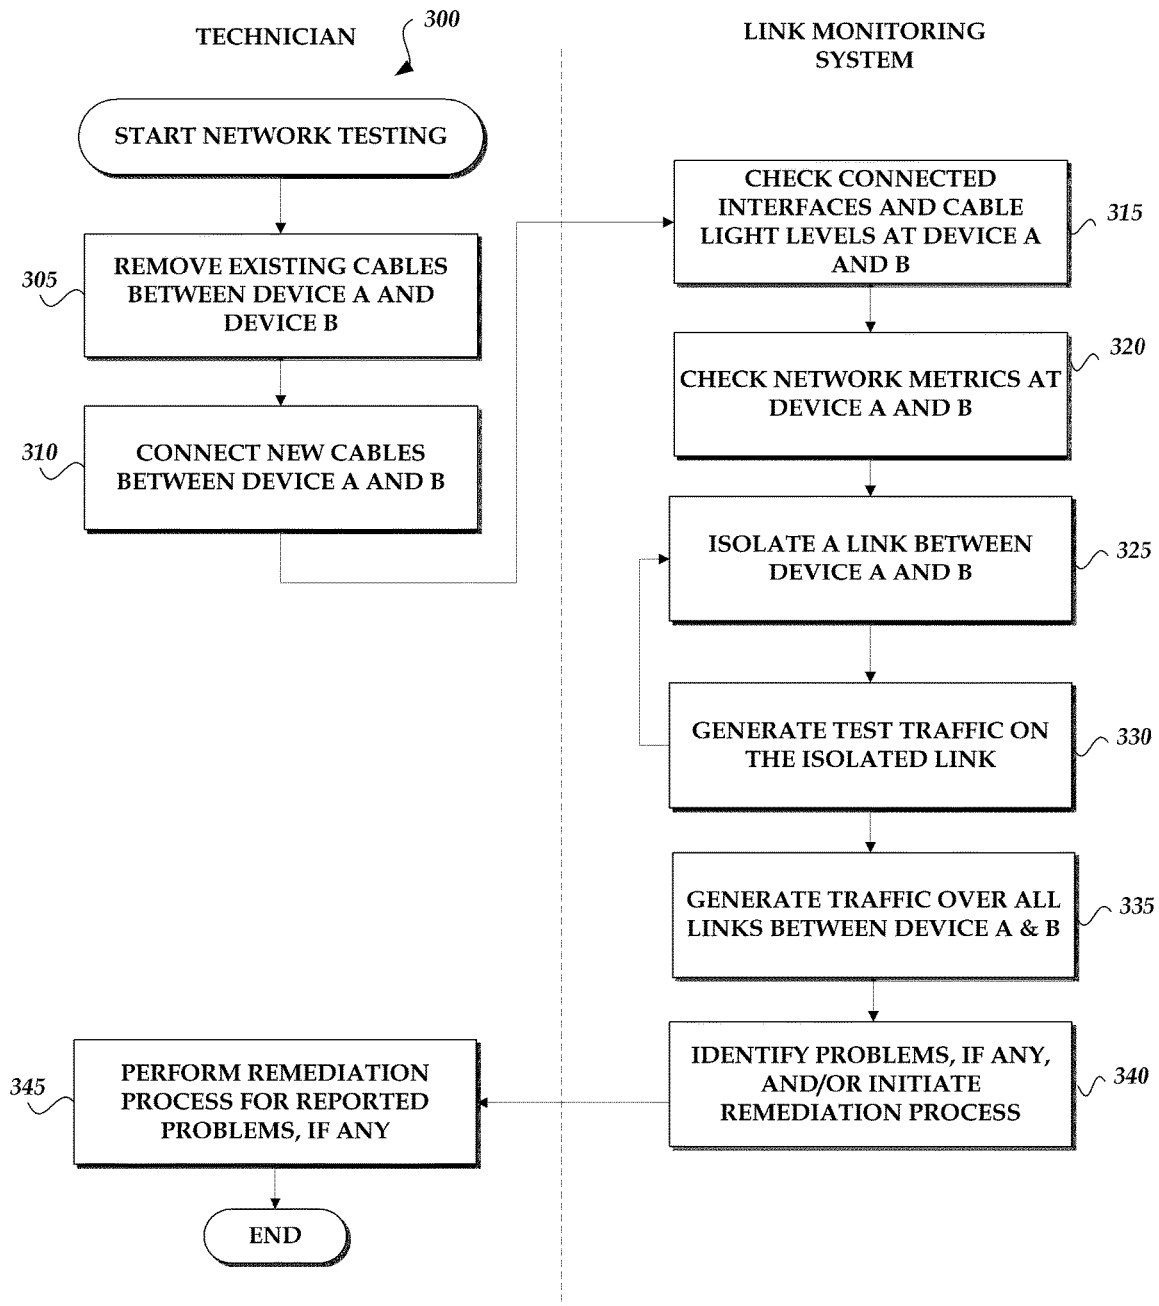 TECHNICIAN
300
LINK MONITORING
SYSTEM
START NETWORK TESTING
305
REMOVE EXISTING CABLES
BETWEEN DEVICE A AND
DEVICE B
310
CONNECT NEW CABLES
BETWEEN DEVICE A AND B
CHECK CONNECTED
INTERFACES AND CABLE
LIGHT LEVELS AT DEVICE A
AND B
315
CHECK NETWORK METRICS AT
DEVICE A AND B
320
ISOLATE A LINK BETWEEN
DEVICE A AND B
325
GENERATE TEST TRAFFIC ON
THE ISOLATED LINK
330
GENERATE TRAFFIC OVER ALL
LINKS BETWEEN DEVICE A & B
335
IDENTIFY PROBLEMS, IF ANY,
AND/OR INITIATE
REMEDIATION PROCESS
340
345
PERFORM REMEDIATION
PROCESS FOR REPORTED
PROBLEMS, IF ANY
END